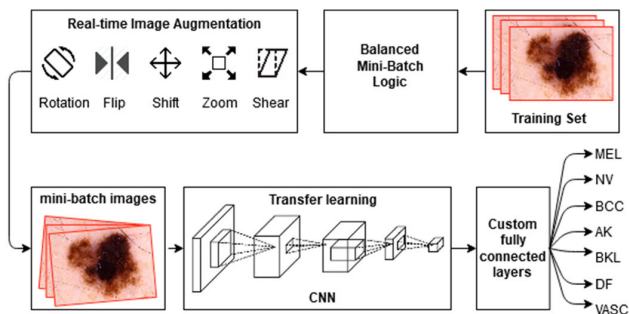 Real-time Image Augmentation
Rotation Flip Shift Zoom Shear
Balanced
Mini-Batch
Logic
Training Set
mini-batch images
Transfer learning
CNN
Custom
fully
connected
layers
MEL
NV
BCC
AK
BKL
DF
VASC